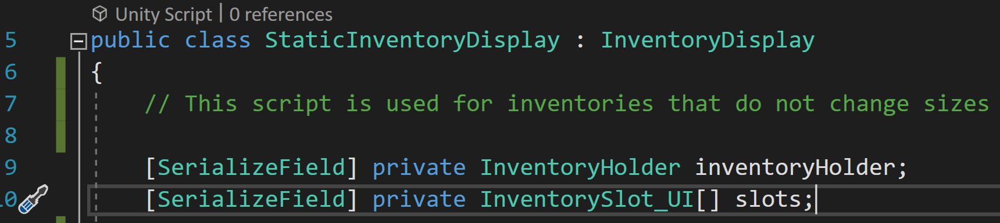 Unity Script | 0 references
5 public class StaticInventoryDisplay : InventoryDisplay
6 {
7 // This script is used for inventories that do not change sizes
8
9 [SerializeField] private InventoryHolder inventoryHolder;
10 [SerializeField] private InventorySlot_UI[] slots;